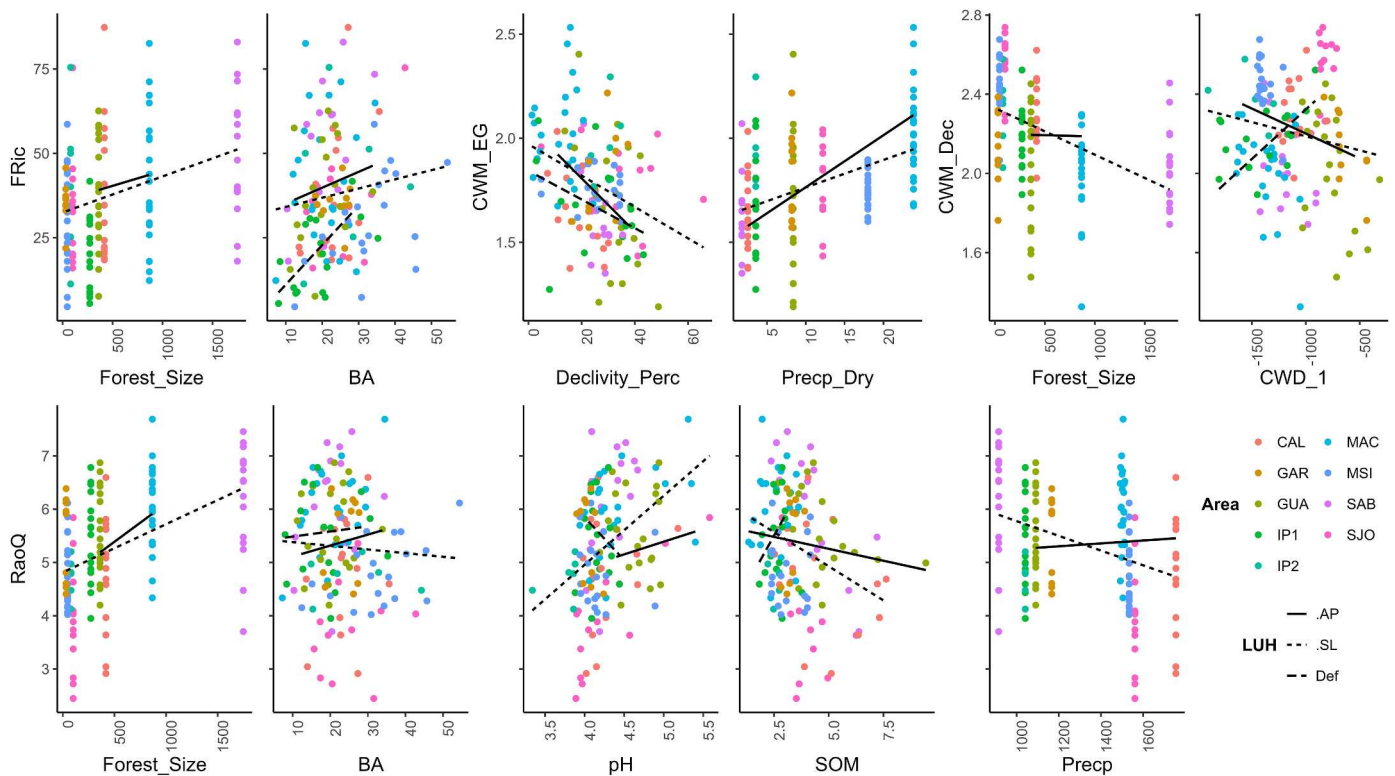 FRic
75
50
25
0
500
1000
1500
Forest_Size
10
20
30
40
50
BA
CWM_EG
2.5
2.0
1.5
0
20
40
60
Declivity_Perc
5
10
15
20
Precp_Dry
CWM_Dec
2.8
2.4
2.0
1.6
0
500
1000
1500
Forest_Size
-1500
-1000
-500
CWD_1
RaoQ
7
6
5
4
3
0
500
1000
1500
Forest_Size
10
20
30
40
50
BA
3.5
4.0
4.5
5.0
5.5
pH
2.5
5.0
7.5
SOM
1000
1200
1400
1600
Precp
Area
CAL
MAC
GAR
MSI
GUA
SAB
IP1
SJO
IP2
LUH
.AP
.SL
Def